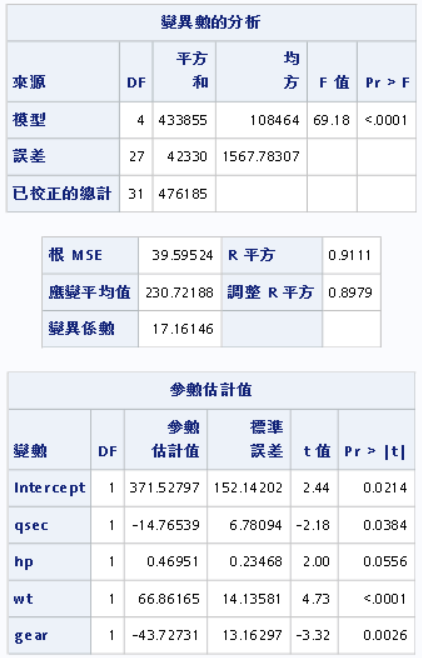 變異數的分析
來源 DF 平方和 均方 F 值 Pr > F
模型 4 433855 108464 69.18 <.0001
誤差 27 42330 1567.78307
已校正的總計 31 476185
根 MSE 39.59524 R 平方 0.9111
應變平均值 230.72188 調整 R 平方 0.8979
變異係數 17.16146
參數估計值
變數 DF 參數估計值 標準誤差 t 值 Pr > |t|
Intercept 1 371.52797 152.14202 2.44 0.0214
qsec 1 -14.76539 6.78094 -2.18 0.0384
hp 1 0.46951 0.23468 2.00 0.0556
wt 1 66.86165 14.13581 4.73 <.0001
gear 1 -43.72731 13.16297 -3.32 0.0026